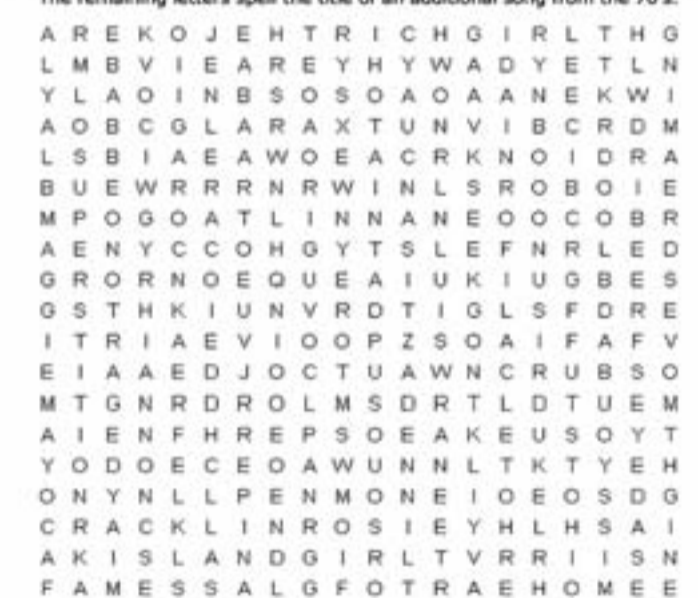 The remaining letters spell the title of an additional song from the 70's.
A R E K O J E H T R I C H G I R L T H G
L M B V I E A R E Y H Y W A D Y E T L N
Y L A O I N B S O S O A O A A N E K W I
A O B C G L A R A X T U N V I B C R D M
L S B I A E A W O E A C R K N O I D R A
B U E W R R R N R W I N L S R O B O I E
M P O G O A T L I N N A N E O O C O B R
A E N Y C C O H G Y T S L E F N R L E D
G R O R N O E Q U E A I U K I U G B E S
G S T H K I U N V R D T I G L S F D R E
I T R I A E V I O O P Z S O A I F A F V
E I A A E D J O C T U A W N C R U B S O
M T G N R D R O L M S D R T L D T U E M
A I E N F H R E P S O E A K E U S O Y T
Y O D O E C E O A W U N N L T K T Y E H
O N Y N L L P E N M O N E I O E O S D G
C R A C K L I N R O S I E Y H L H S A I
A K I S L A N D G I R L T V R R I I S N
F A M E S S A L G F O T R A E H O M E E